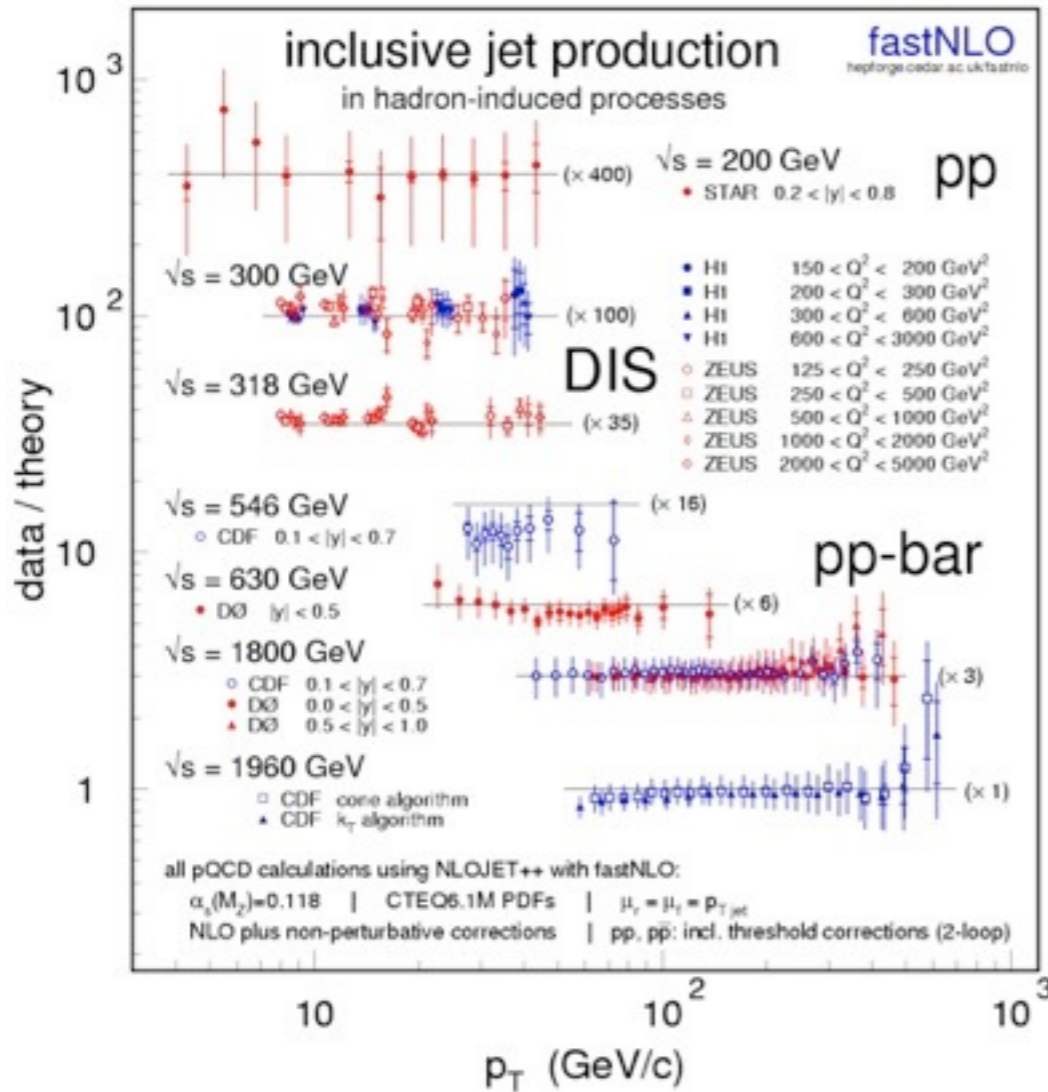 inclusive jet production
in hadron-induced processes
fastNLO
hepforge.cedar.ac.uk/fastnlo
10³
√s = 200 GeV
pp
(× 400)
STAR 0.2 < |y| < 0.8
√s = 300 GeV
H1 150 < Q² < 200 GeV²
H1 200 < Q² < 300 GeV²
H1 300 < Q² < 600 GeV²
H1 600 < Q² < 3000 GeV²
10²
(× 100)
DIS
ZEUS 125 < Q² < 250 GeV²
ZEUS 250 < Q² < 500 GeV²
ZEUS 500 < Q² < 1000 GeV²
ZEUS 1000 < Q² < 2000 GeV²
ZEUS 2000 < Q² < 5000 GeV²
√s = 318 GeV
(× 35)
data / theory
√s = 546 GeV
(× 16)
CDF 0.1 < |y| < 0.7
10
pp-bar
√s = 630 GeV
(× 6)
DØ |y| < 0.5
√s = 1800 GeV
(× 3)
CDF 0.1 < |y| < 0.7
DØ 0.0 < |y| < 0.5
DØ 0.5 < |y| < 1.0
√s = 1960 GeV
1
(× 1)
CDF cone algorithm
CDF k_T algorithm
all pQCD calculations using NLOJET++ with fastNLO:
α_s(M_Z)=0.118 | CTEQ6.1M PDFs | μ_r = μ_f = p_T jet
NLO plus non-perturbative corrections | pp, pp̅: incl. threshold corrections (2-loop)
10 10² 10³
p_T (GeV/c)